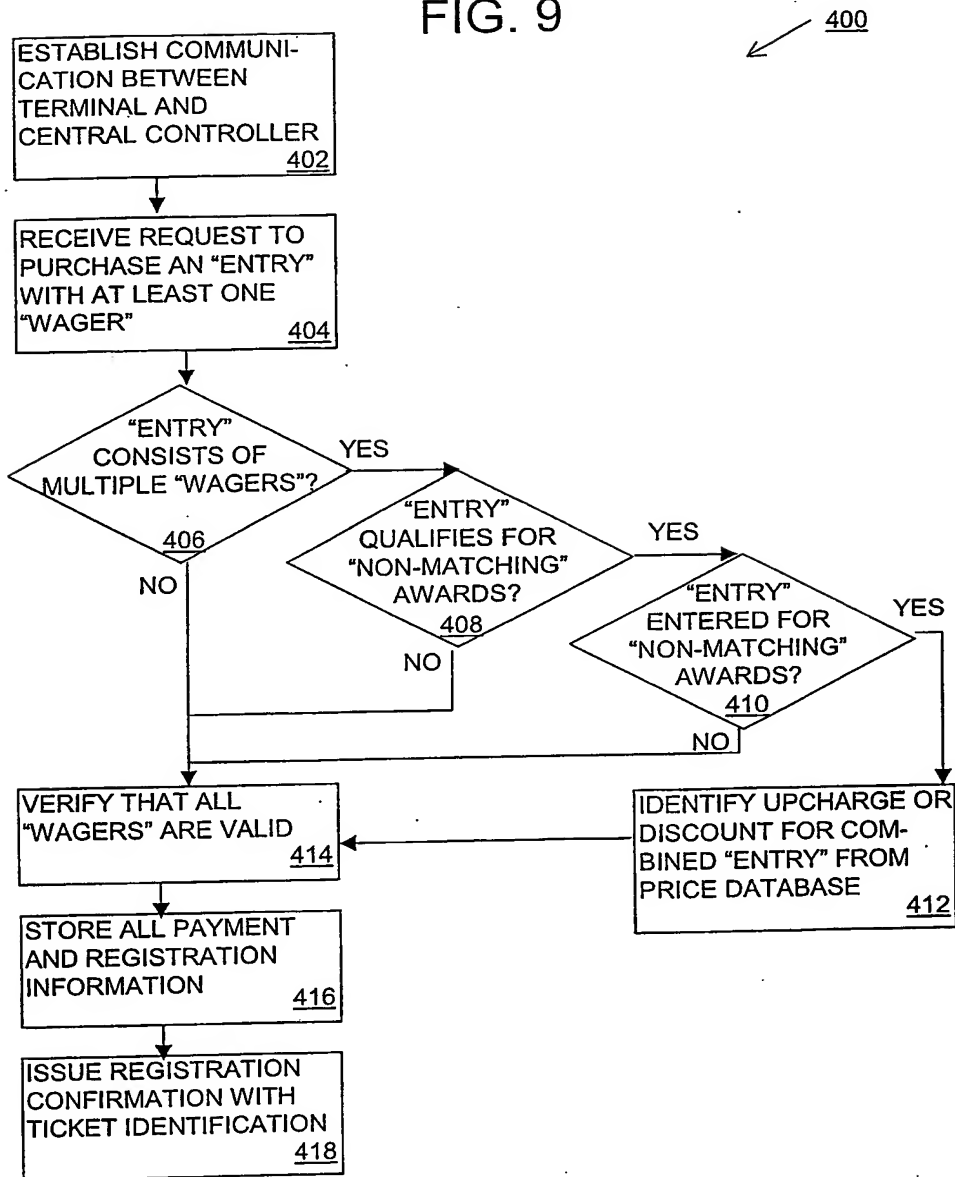 FIG. 9
400
ESTABLISH COMMUNI-
CATION BETWEEN
TERMINAL AND
CENTRAL CONTROLLER
402
RECEIVE REQUEST TO
PURCHASE AN “ENTRY”
WITH AT LEAST ONE
“WAGER”
404
“ENTRY”
CONSISTS OF
MULTIPLE “WAGERS”?
406
YES
NO
“ENTRY”
QUALIFIES FOR
“NON-MATCHING”
AWARDS?
408
YES
NO
“ENTRY”
ENTERED FOR
“NON-MATCHING”
AWARDS?
410
YES
NO
IDENTIFY UPCHARGE OR
DISCOUNT FOR COM-
BINED “ENTRY” FROM
PRICE DATABASE
412
VERIFY THAT ALL
“WAGERS” ARE VALID
414
STORE ALL PAYMENT
AND REGISTRATION
INFORMATION
416
ISSUE REGISTRATION
CONFIRMATION WITH
TICKET IDENTIFICATION
418